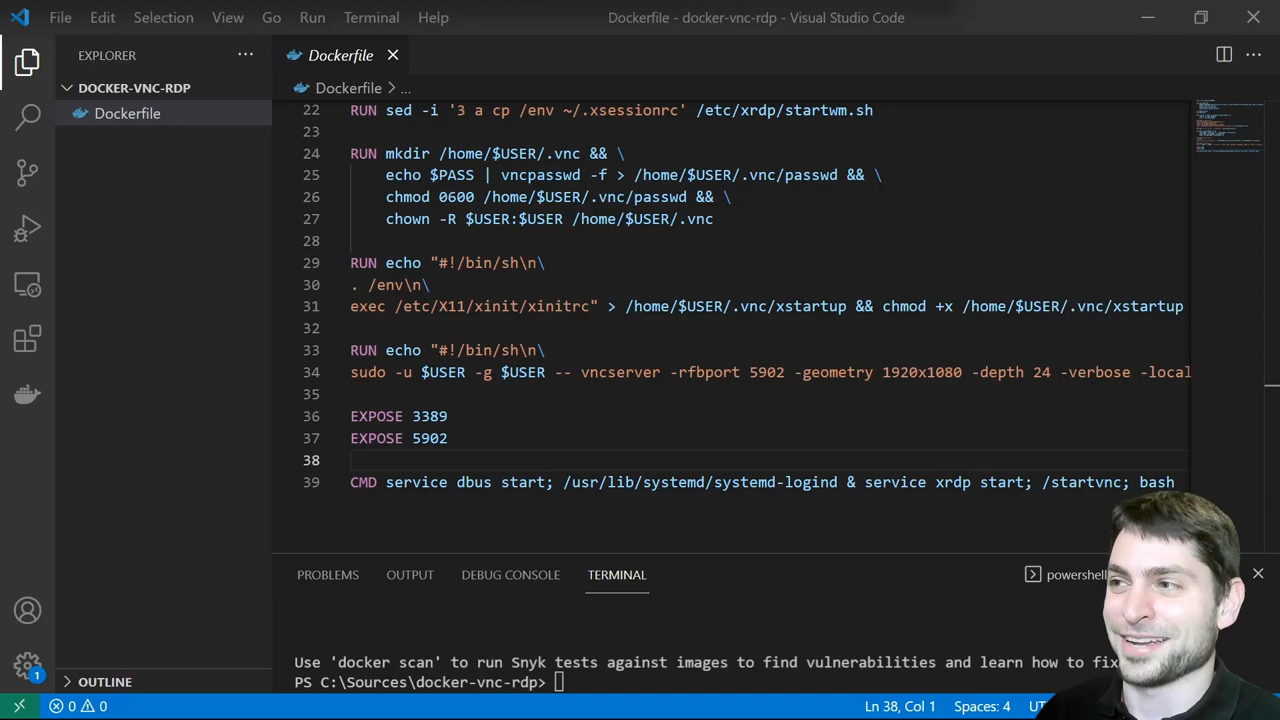 File Edit Selection View Go Run Terminal Help Dockerfile - docker-vnc-rdp - Visual Studio Code
EXPLORER
Dockerfile
DOCKER-VNC-RDP
Dockerfile > ...
Dockerfile
22 RUN sed -i '3 a cp /env ~/.xsessionrc' /etc/xrdp/startwm.sh
23
24 RUN mkdir /home/$USER/.vnc && \
25 echo $PASS | vncpasswd -f > /home/$USER/.vnc/passwd && \
26 chmod 0600 /home/$USER/.vnc/passwd && \
27 chown -R $USER:$USER /home/$USER/.vnc
28
29 RUN echo "#!/bin/sh\n\
30 . /env\n\
31 exec /etc/X11/xinit/xinitrc" > /home/$USER/.vnc/xstartup && chmod +x /home/$USER/.vnc/xstartup
32
33 RUN echo "#!/bin/sh\n\
34 sudo -u $USER -g $USER -- vncserver -rfbport 5902 -geometry 1920x1080 -depth 24 -verbose -local
35
36 EXPOSE 3389
37 EXPOSE 5902
38
39 CMD service dbus start; /usr/lib/systemd/systemd-logind & service xrdp start; /startvnc; bash
PROBLEMS OUTPUT DEBUG CONSOLE TERMINAL powershell
Use 'docker scan' to run Snyk tests against images to find vulnerabilities and learn how to fix
PS C:\Sources\docker-vnc-rdp>
OUTLINE
1
0 0 Ln 38, Col 1 Spaces: 4